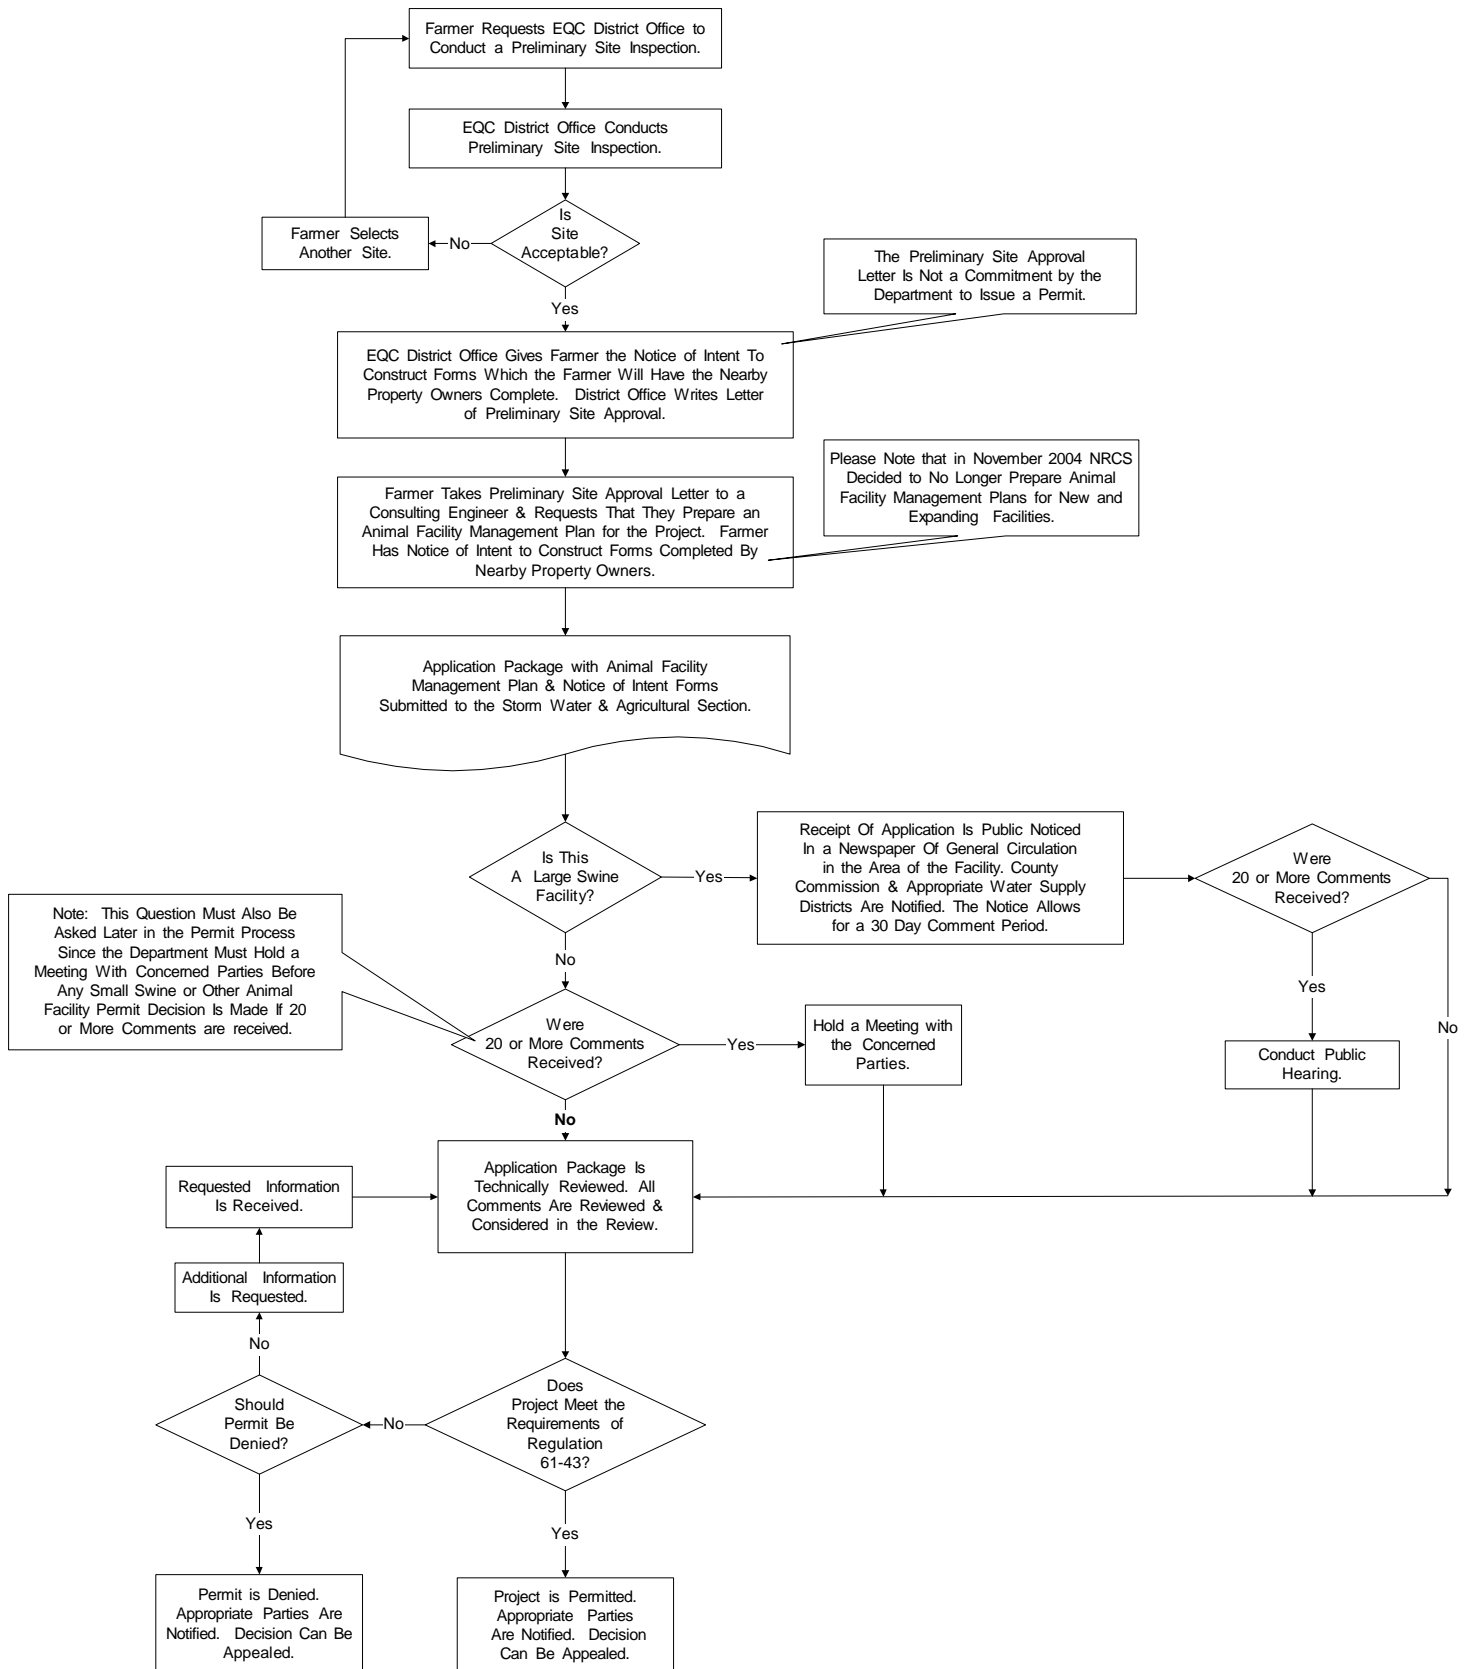 Farmer Requests EQC District Office to
Conduct a Preliminary Site Inspection.
EQC District Office Conducts
Preliminary Site Inspection.
Is
Site
Acceptable?
No
Farmer Selects
Another Site.
Yes
The Preliminary Site Approval
Letter Is Not a Commitment by the
Department to Issue a Permit.
EQC District Office Gives Farmer the Notice of Intent To
Construct Forms Which the Farmer Will Have the Nearby
Property Owners Complete. District Office Writes Letter
of Preliminary Site Approval.
Please Note that in November 2004 NRCS
Decided to No Longer Prepare Animal
Facility Management Plans for New and
Expanding Facilities.
Farmer Takes Preliminary Site Approval Letter to a
Consulting Engineer & Requests That They Prepare an
Animal Facility Management Plan for the Project. Farmer
Has Notice of Intent to Construct Forms Completed By
Nearby Property Owners.
Application Package with Animal Facility
Management Plan & Notice of Intent Forms
Submitted to the Storm Water & Agricultural Section.
Is This
A Large Swine
Facility?
Yes
Receipt Of Application Is Public Noticed
In a Newspaper Of General Circulation
in the Area of the Facility. County
Commission & Appropriate Water Supply
Districts Are Notified. The Notice Allows
for a 30 Day Comment Period.
Were
20 or More Comments
Received?
Yes
No
Conduct Public
Hearing.
No
Note: This Question Must Also Be
Asked Later in the Permit Process
Since the Department Must Hold a
Meeting With Concerned Parties Before
Any Small Swine or Other Animal
Facility Permit Decision Is Made If 20
or More Comments are received.
Were
20 or More Comments
Received?
Yes
Hold a Meeting with
the Concerned
Parties.
No
Application Package Is
Technically Reviewed. All
Comments Are Reviewed &
Considered in the Review.
Requested Information
Is Received.
Additional Information
Is Requested.
No
Should
Permit Be
Denied?
No
Does
Project Meet the
Requirements of
Regulation
61-43?
Yes
Yes
Permit is Denied.
Appropriate Parties Are
Notified. Decision Can Be
Appealed.
Project is Permitted.
Appropriate Parties
Are Notified. Decision
Can Be Appealed.